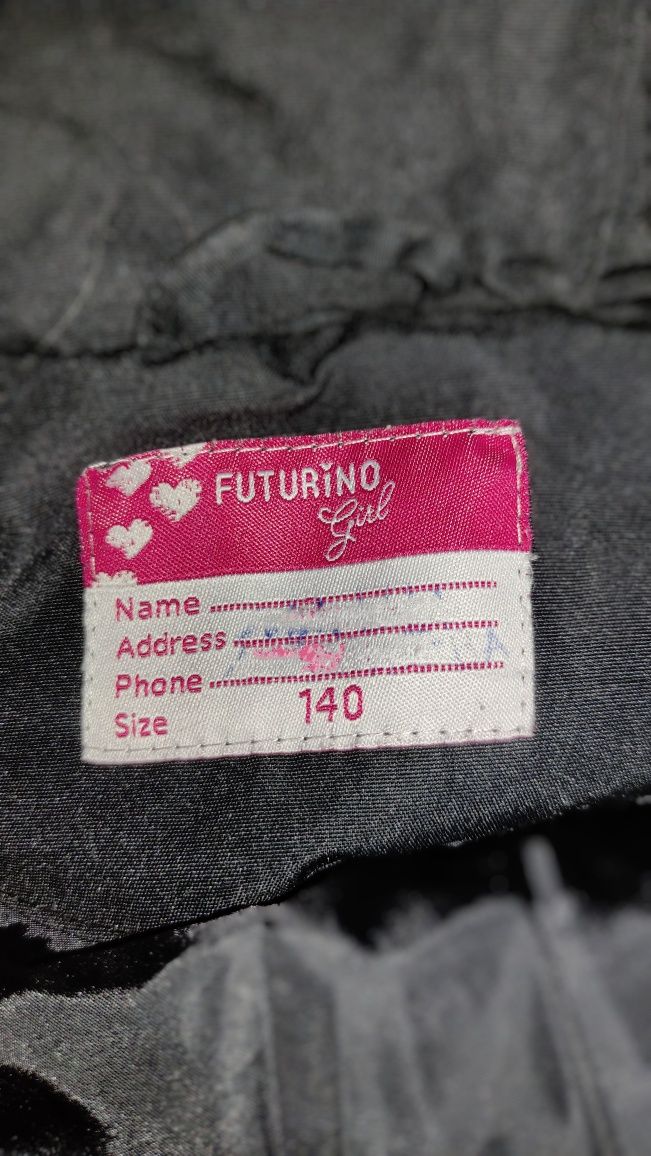 FUTURINO
Girl
Name
Address
Phone
Size 140